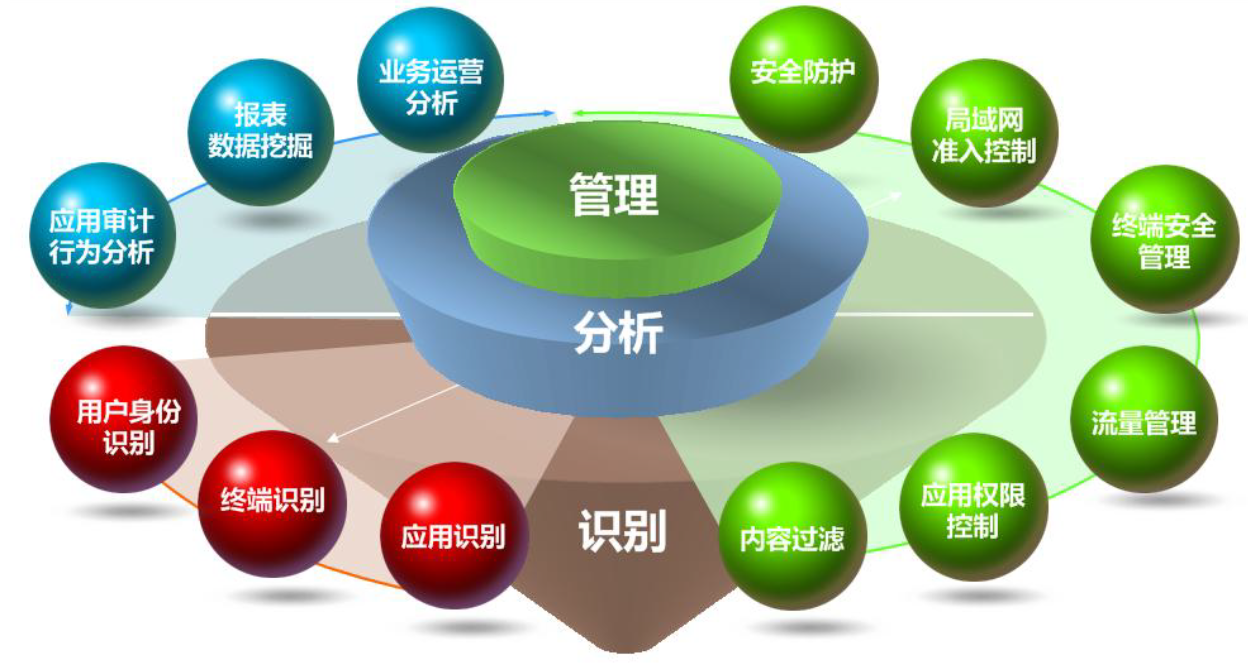 业务运营
分析
报表
数据挖掘
应用审计
行为分析
安全防护
局域网
准入控制
终端安全
管理
管理
分析
识别
用户身份
识别
终端识别
应用识别
内容过滤
应用权限
控制
流量管理